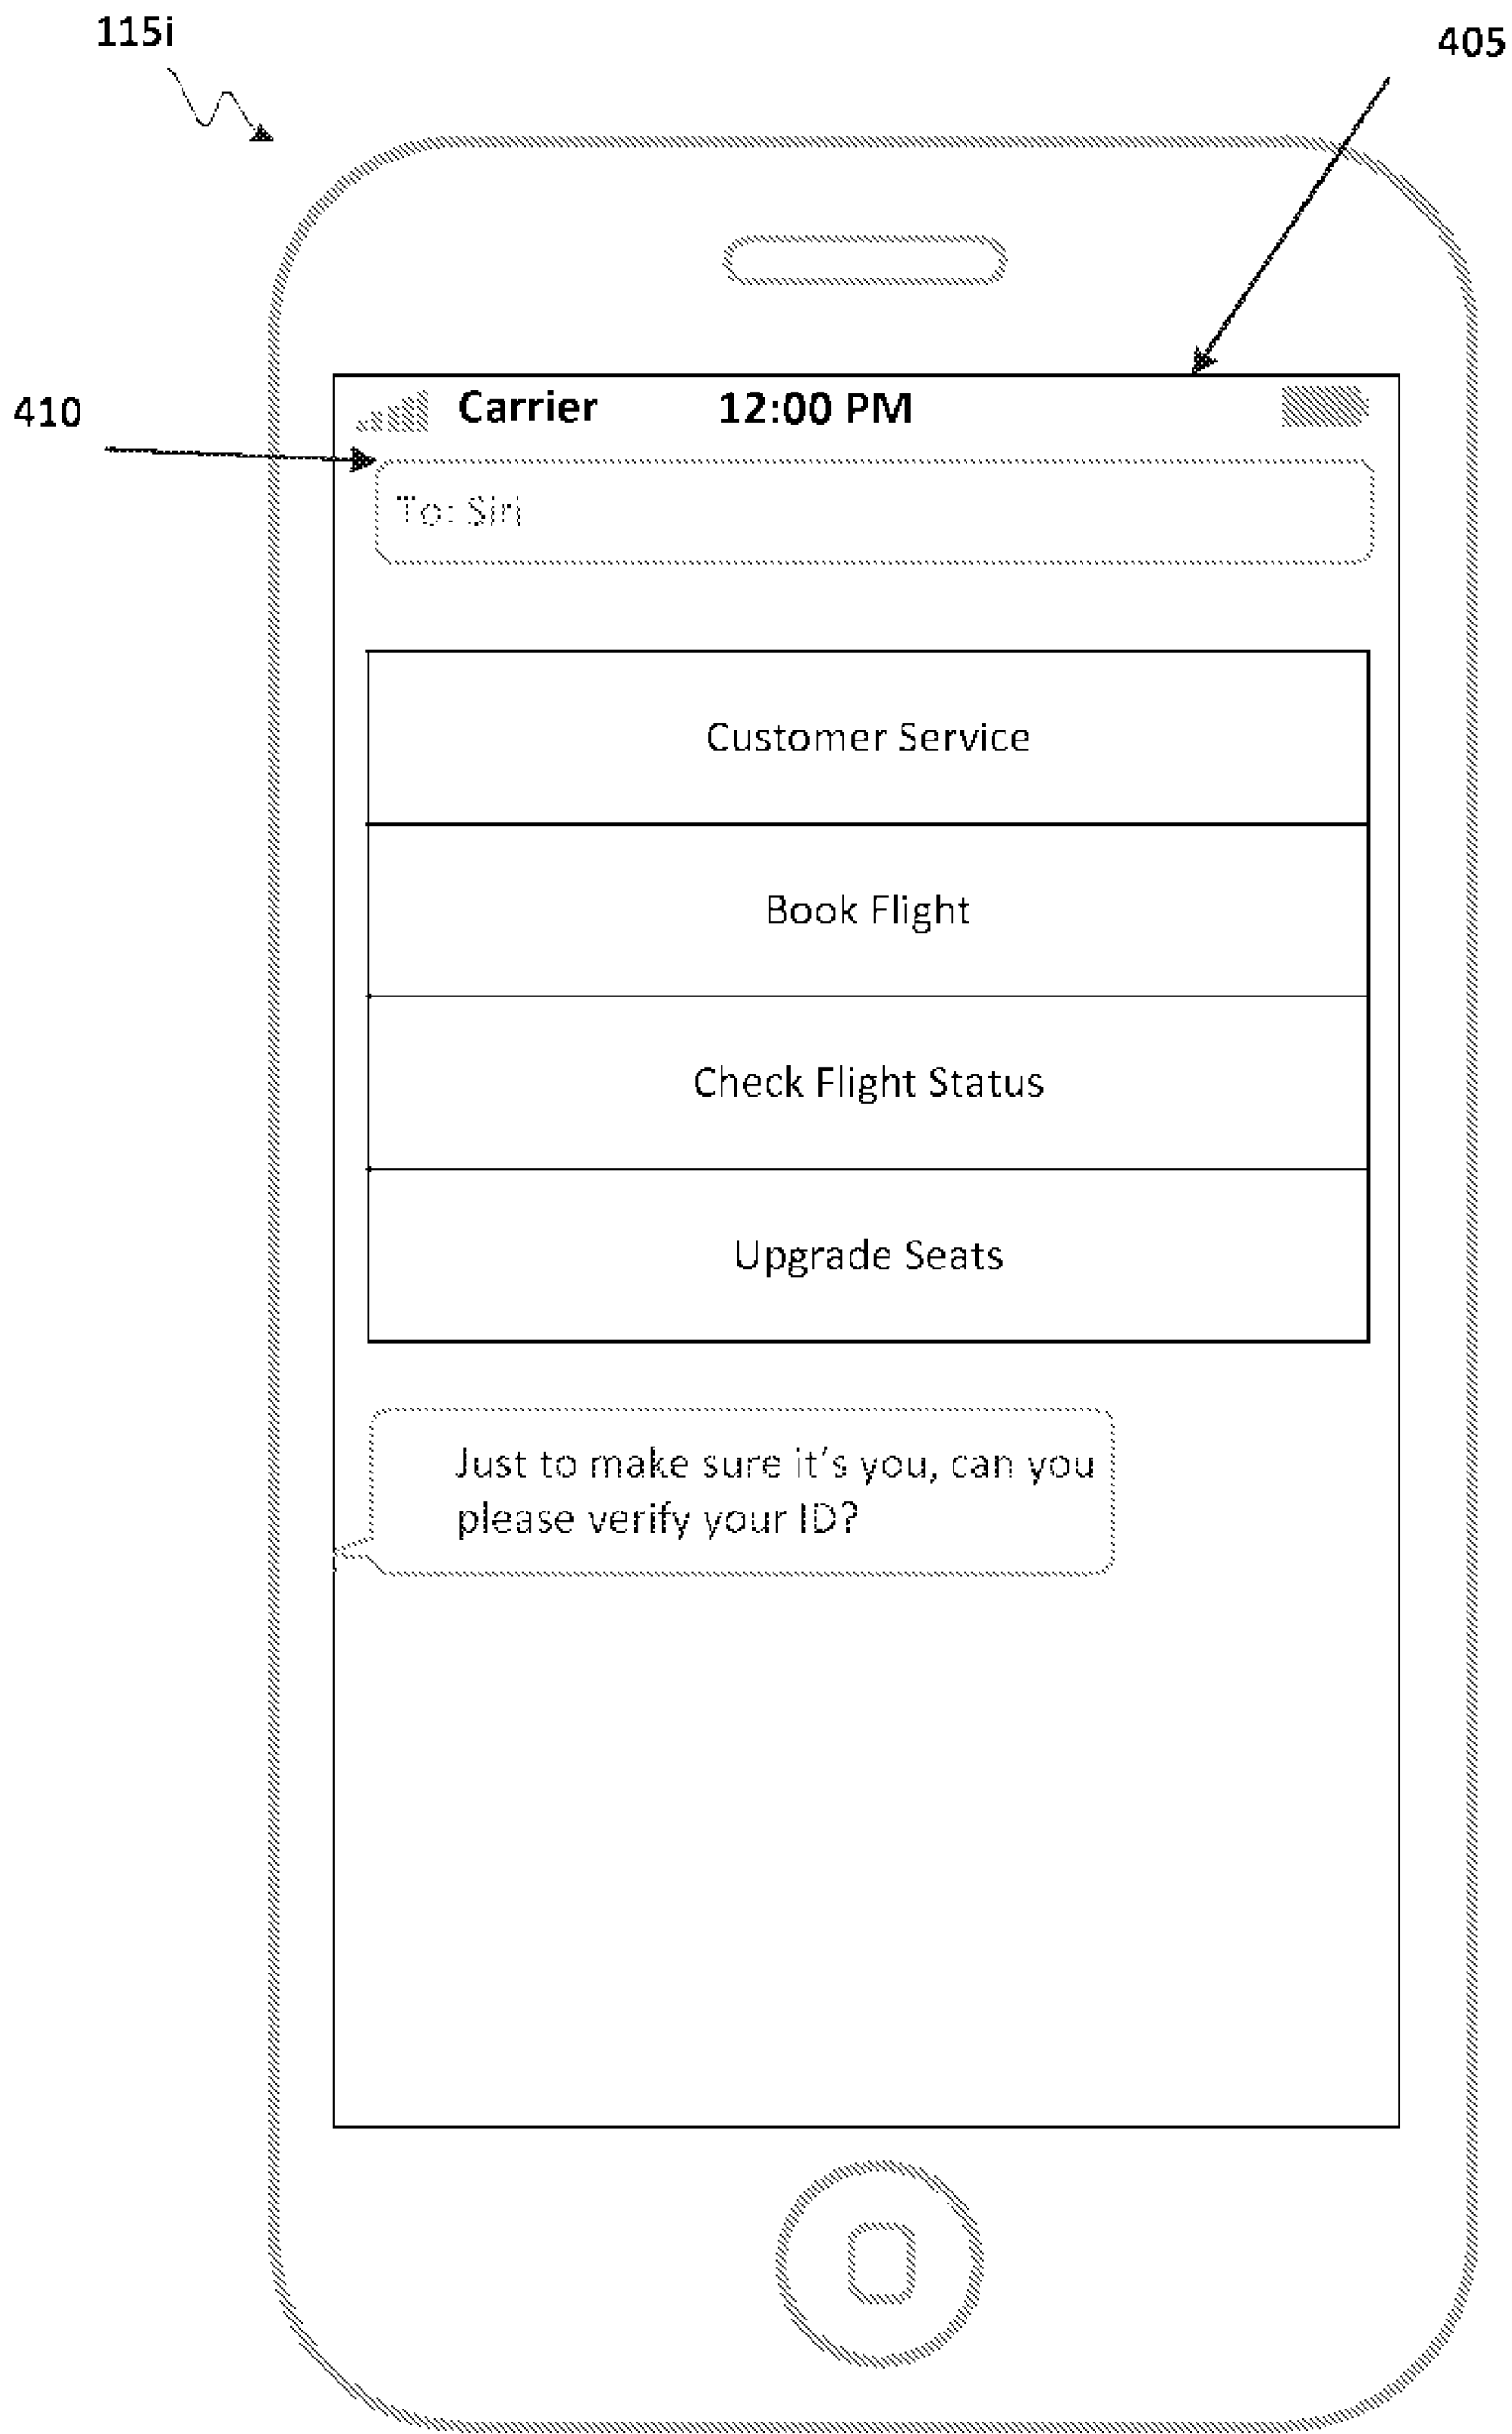 115i
405
410
Carrier 12:00 PM
To: Siri
Customer Service
Book Flight
Check Flight Status
Upgrade Seats
Just to make sure it's you, can you
please verify your ID?